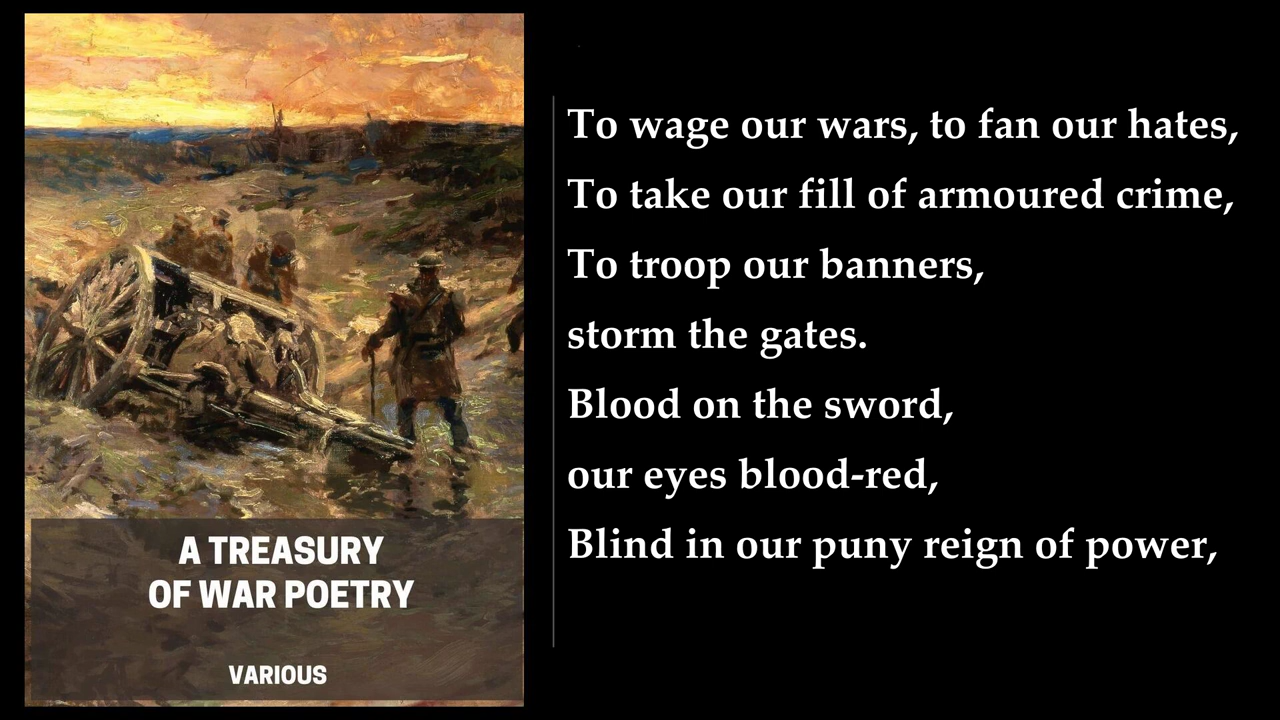 A TREASURY
OF WAR POETRY
VARIOUS
To wage our wars, to fan our hates,
To take our fill of armoured crime,
To troop our banners,
storm the gates.
Blood on the sword,
our eyes blood-red,
Blind in our puny reign of power,